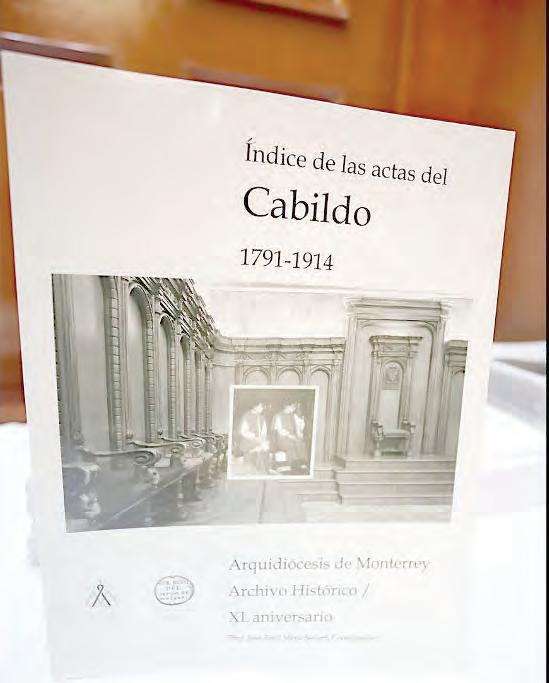 Índice de las actas del
Cabildo
1791-1914
Arquidiócesis de Monterrey
Archivo Histórico /
XL aniversario